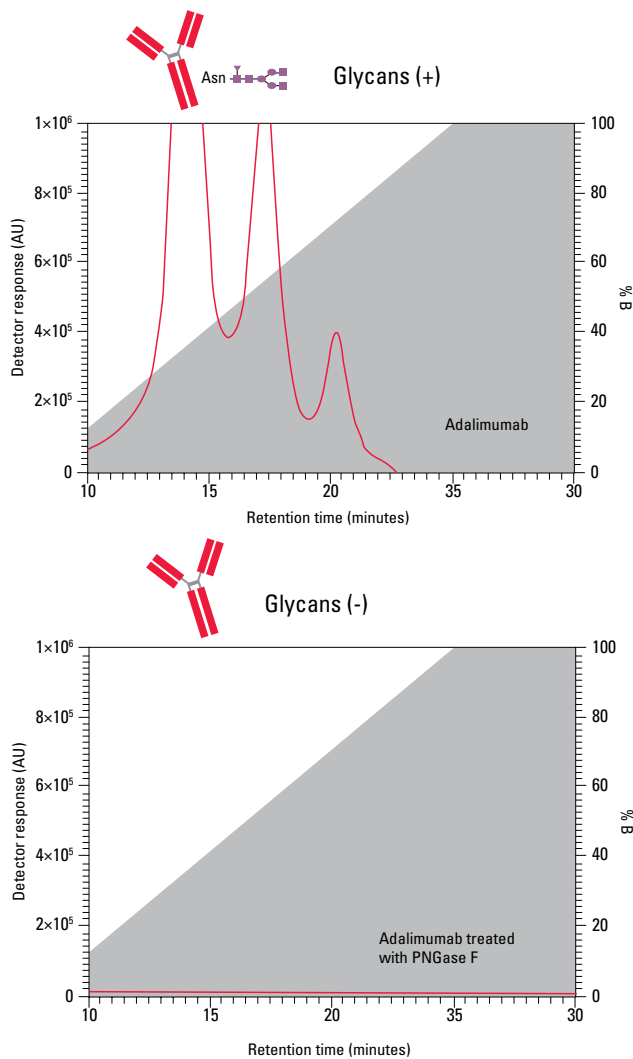 Asn
Glycans (+)
1×10⁶
8×10⁵
6×10⁵
4×10⁵
2×10⁵
0
Detector response (AU)
100
80
60
40
20
0
% B
Adalimumab
10
15
20
35
30
Retention time (minutes)
Glycans (-)
1×10⁶
8×10⁵
6×10⁵
4×10⁵
2×10⁵
0
Detector response (AU)
100
80
60
40
20
0
% B
Adalimumab treated
with PNGase F
10
15
20
35
30
Retention time (minutes)